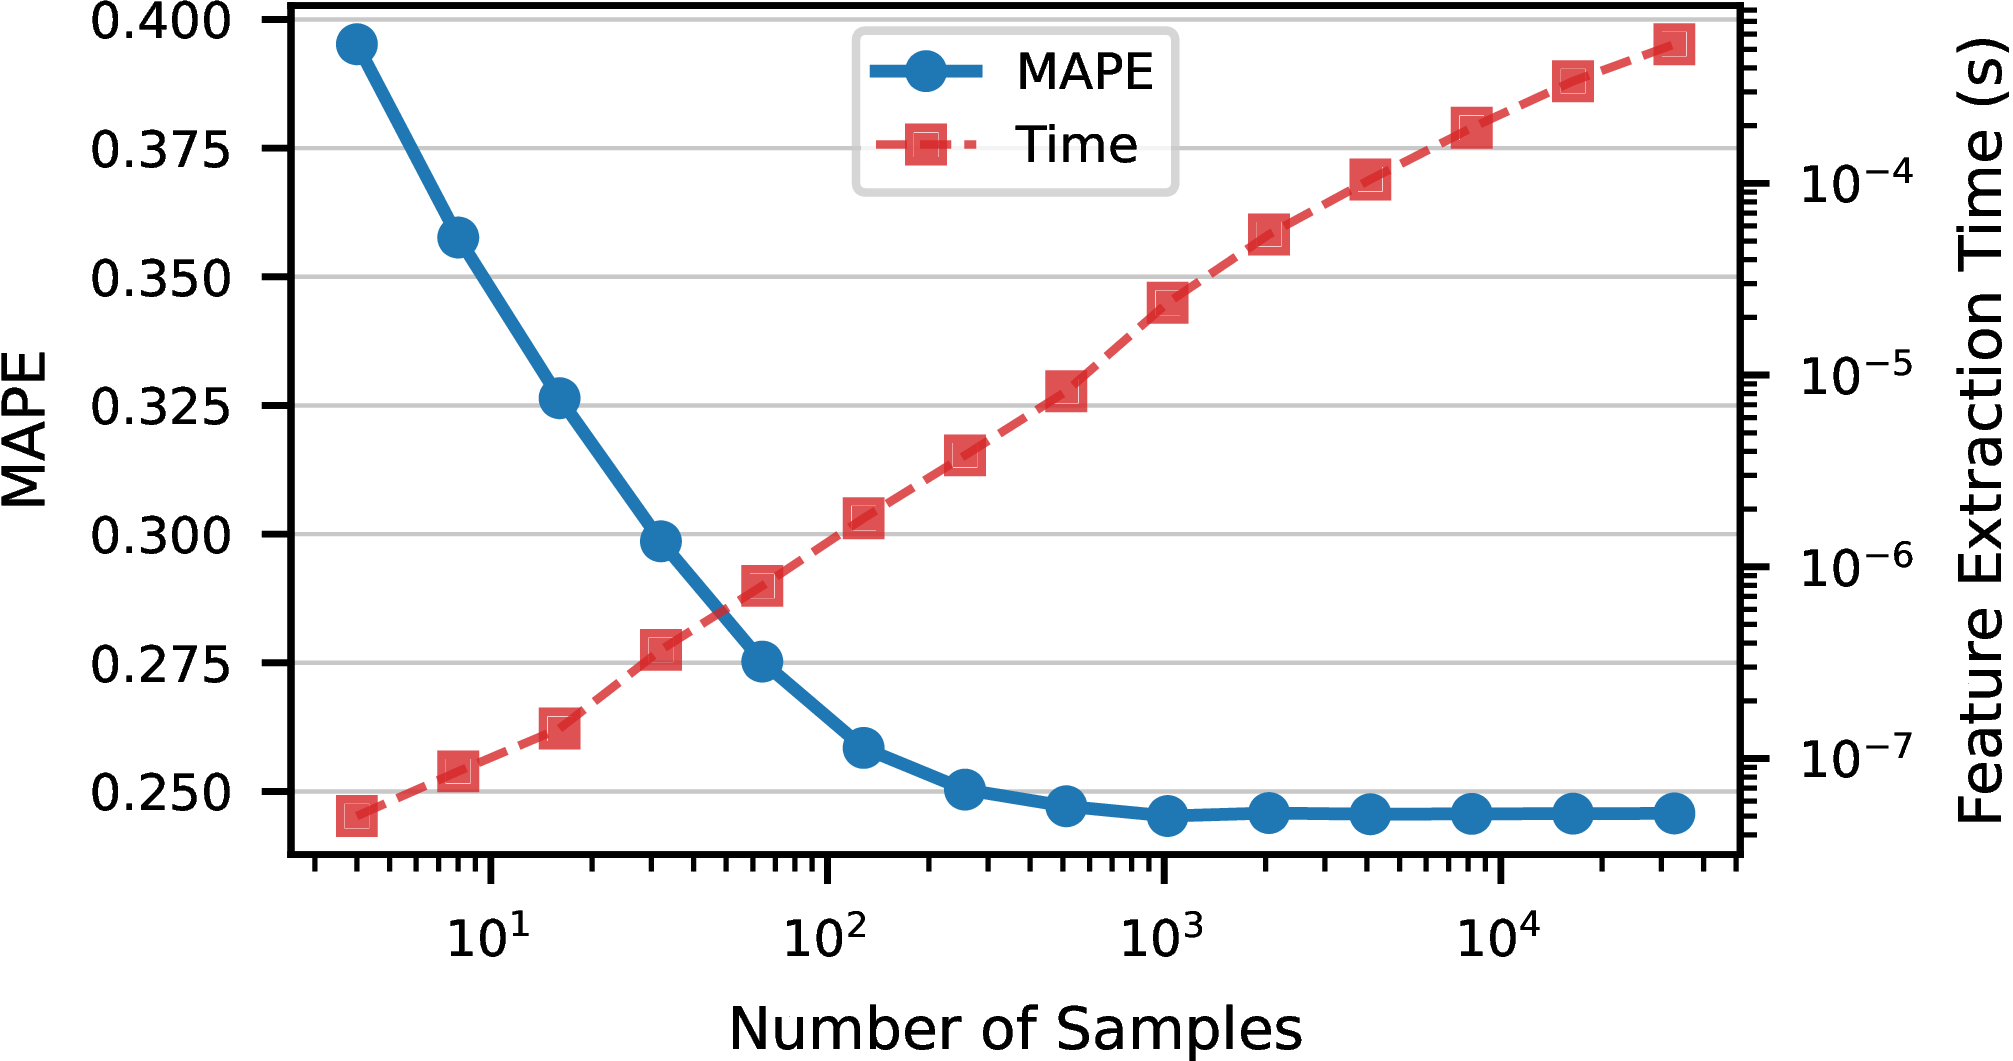 MAPE
Time
0.400
0.375
0.350
0.325
0.300
0.275
0.250
MAPE
10⁻⁴
10⁻⁵
10⁻⁶
10⁻⁷
Feature Extraction Time (s)
10¹ 10² 10³ 10⁴
Number of Samples